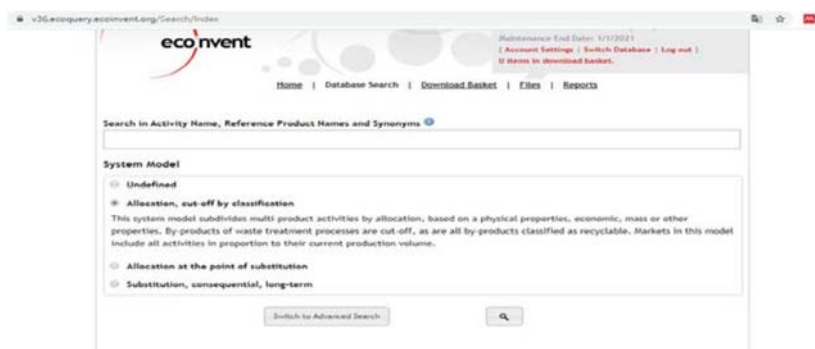 v36.ecoquery.ecoinvent.org/Search/Index
ecoinvent
Maintenance End Date: 1/1/2021
[ Account Settings | Switch Database | Log out ]
0 items in download basket.
Home | Database Search | Download Basket | Files | Reports
Search in Activity Name, Reference Product Names and Synonyms
System Model
Undefined
Allocation, cut-off by classification
This system model subdivides multi-product activities by allocation, based on a physical properties, economic, mass or other
properties. By-products of waste treatment processes are cut-off, as are all by-products classified as recyclable. Markets in this model
include all activities in proportion to their current production volume.
Allocation at the point of substitution
Substitution, consequential, long-term
Switch to Advanced Search